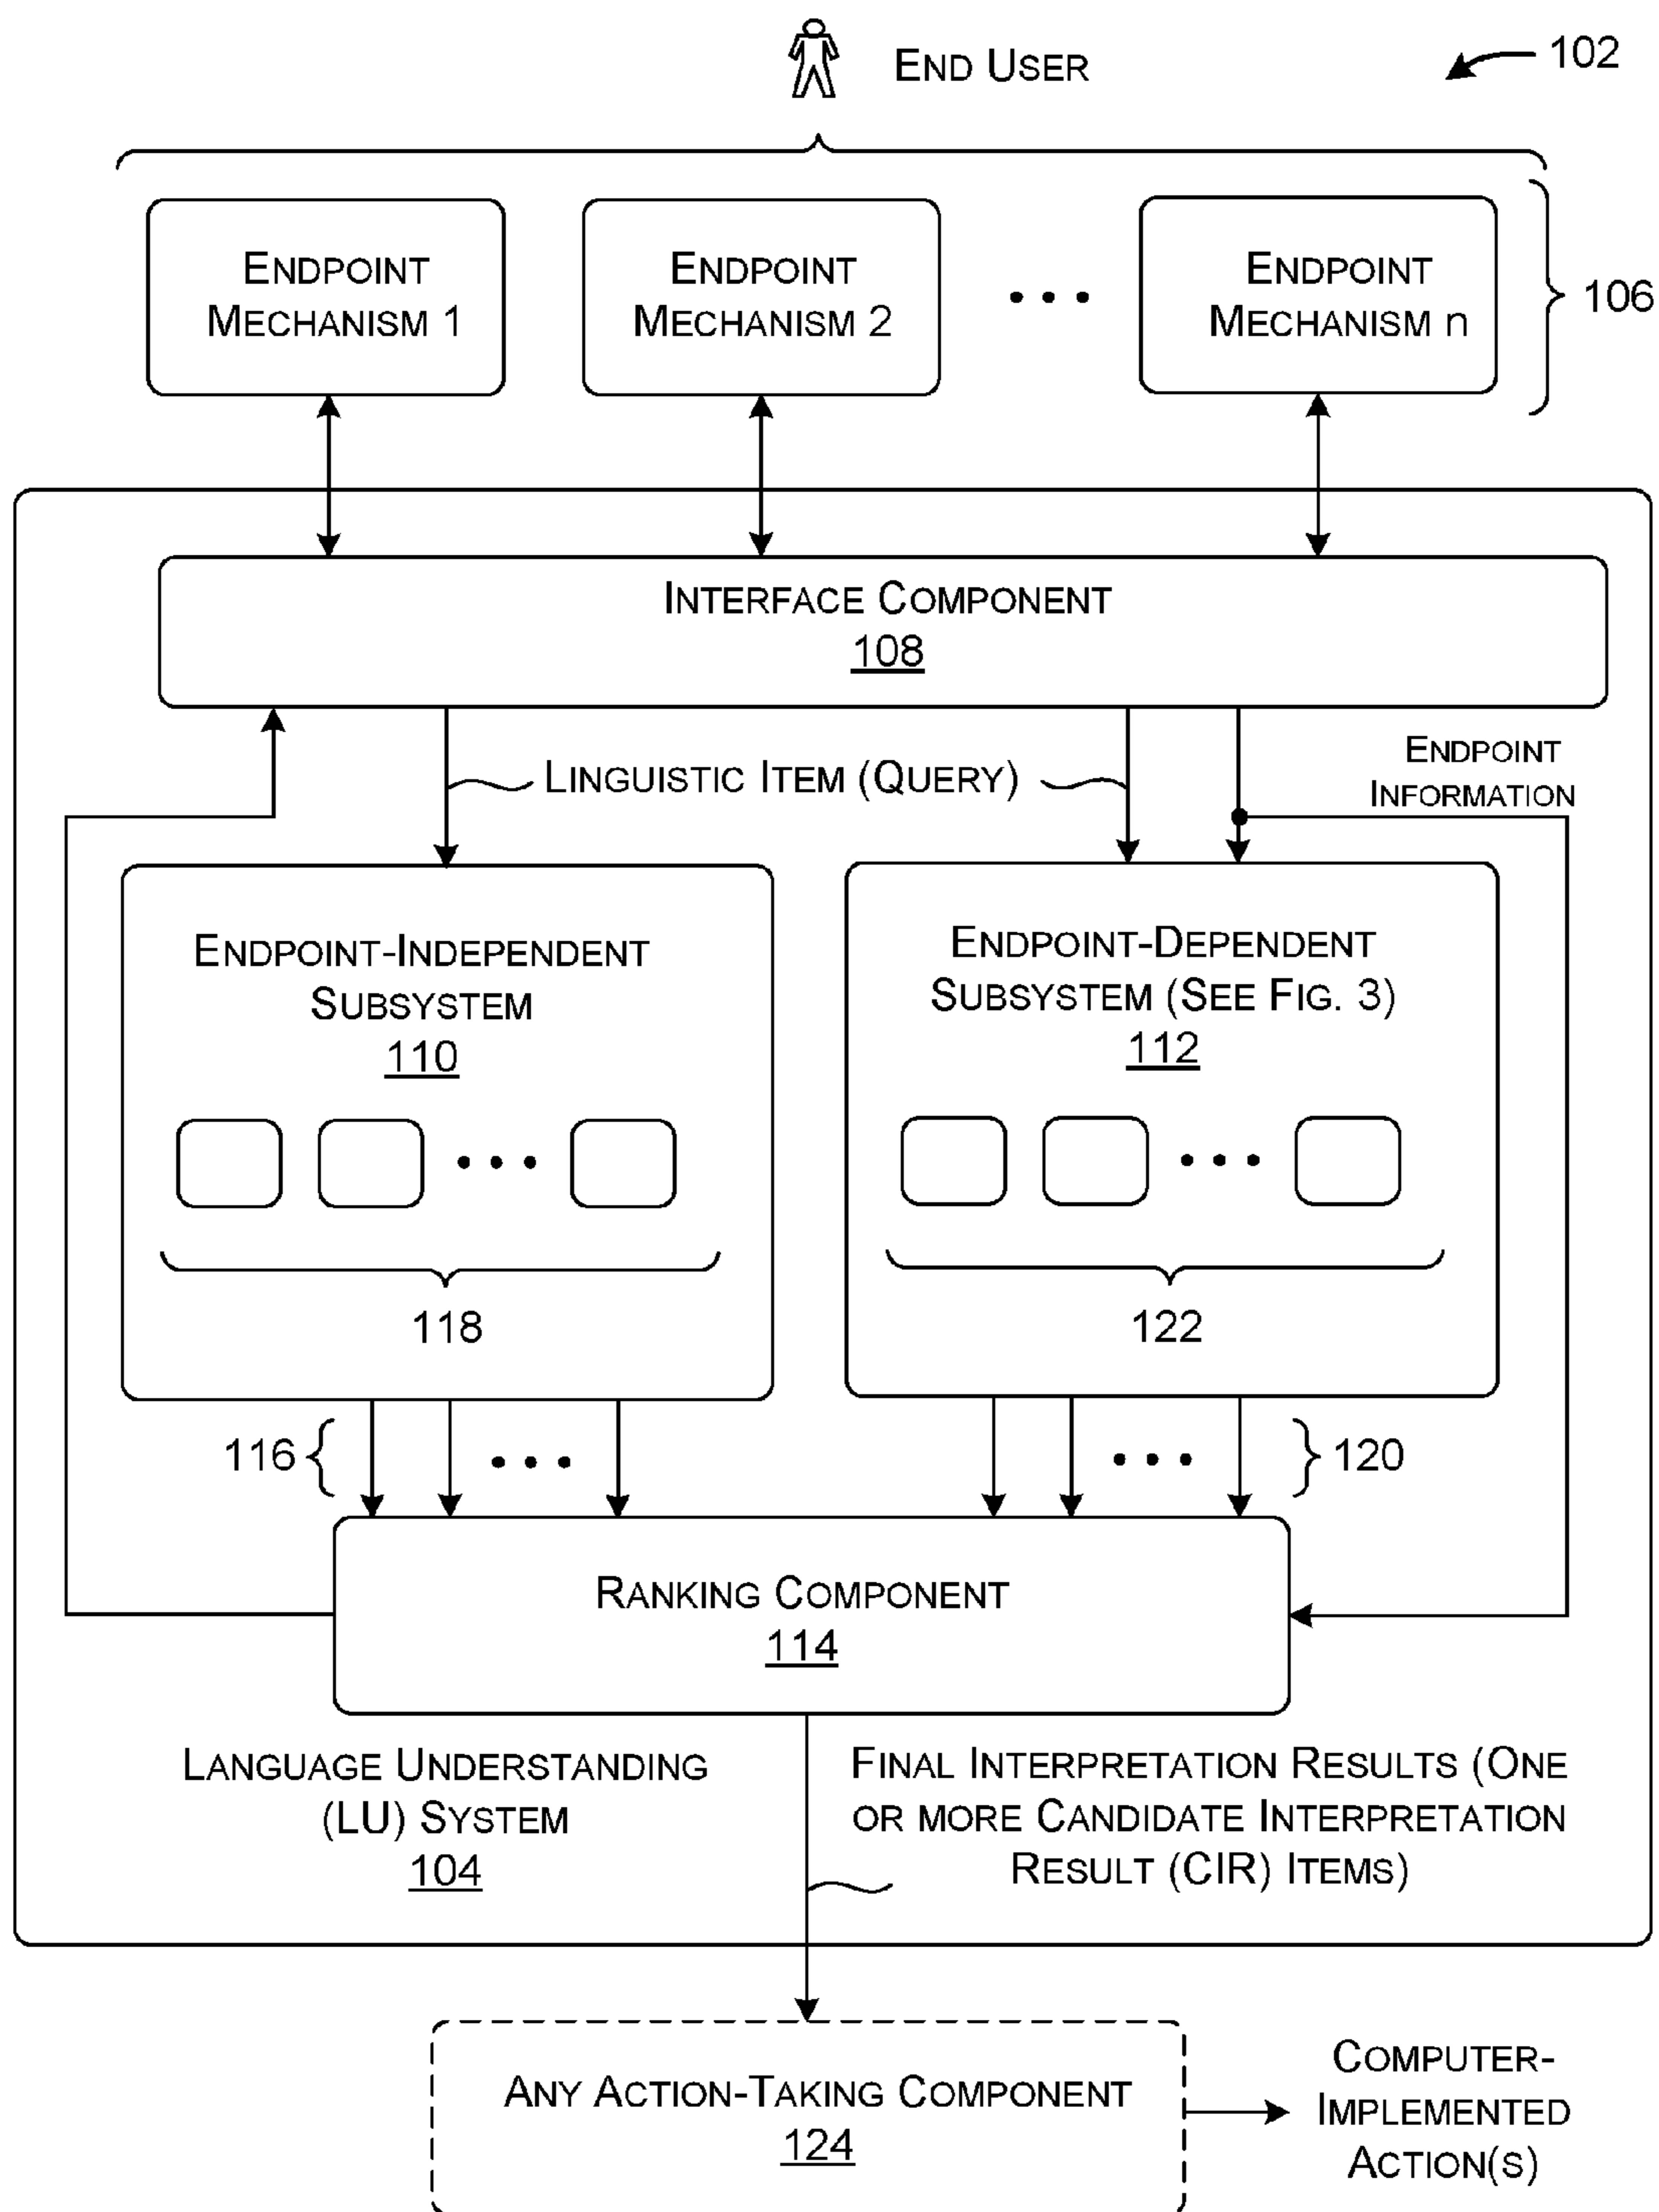 END USER
102
ENDPOINT
MECHANISM 1
ENDPOINT
MECHANISM 2
• • •
ENDPOINT
MECHANISM n
106
INTERFACE COMPONENT
108
LINGUISTIC ITEM (QUERY)
ENDPOINT
INFORMATION
ENDPOINT-INDEPENDENT
SUBSYSTEM
110
• • •
118
ENDPOINT-DEPENDENT
SUBSYSTEM (SEE FIG. 3)
112
• • •
122
116
• • •
• • •
120
RANKING COMPONENT
114
LANGUAGE UNDERSTANDING
(LU) SYSTEM
104
FINAL INTERPRETATION RESULTS (ONE
OR MORE CANDIDATE INTERPRETATION
RESULT (CIR) ITEMS)
ANY ACTION-TAKING COMPONENT
124
COMPUTER-
IMPLEMENTED
ACTION(S)